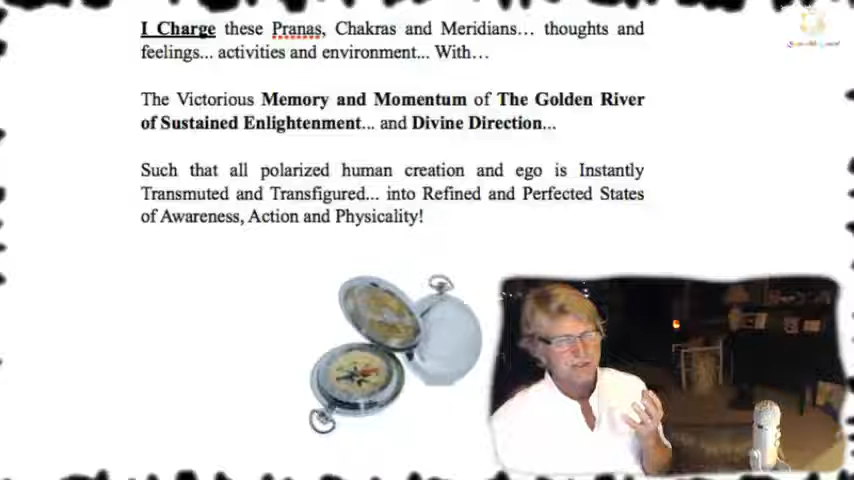 I Charge these Pranas, Chakras and Meridians... thoughts and
feelings... activities and environment... With...
The Victorious Memory and Momentum of The Golden River
of Sustained Enlightenment... and Divine Direction...
Such that all polarized human creation and ego is Instantly
Transmuted and Transfigured... into Refined and Perfected States
of Awareness, Action and Physicality!